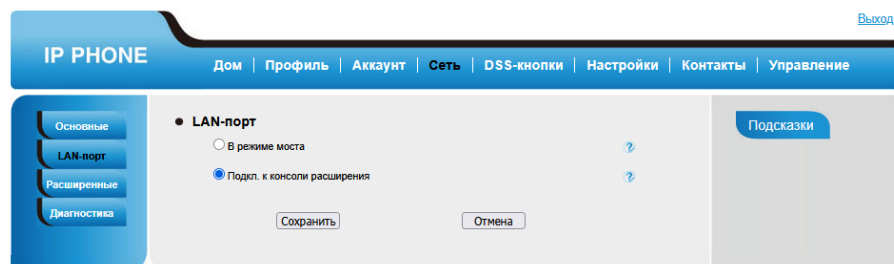 Выход
IP PHONE
Дом | Профиль | Аккаунт | Сеть | DSS-кнопки | Настройки | Контакты | Управление
Основные
LAN-порт
Расширенные
Диагностика
LAN-порт
В режиме моста
Подкл. к консоли расширения
Сохранить Отмена
Подсказки